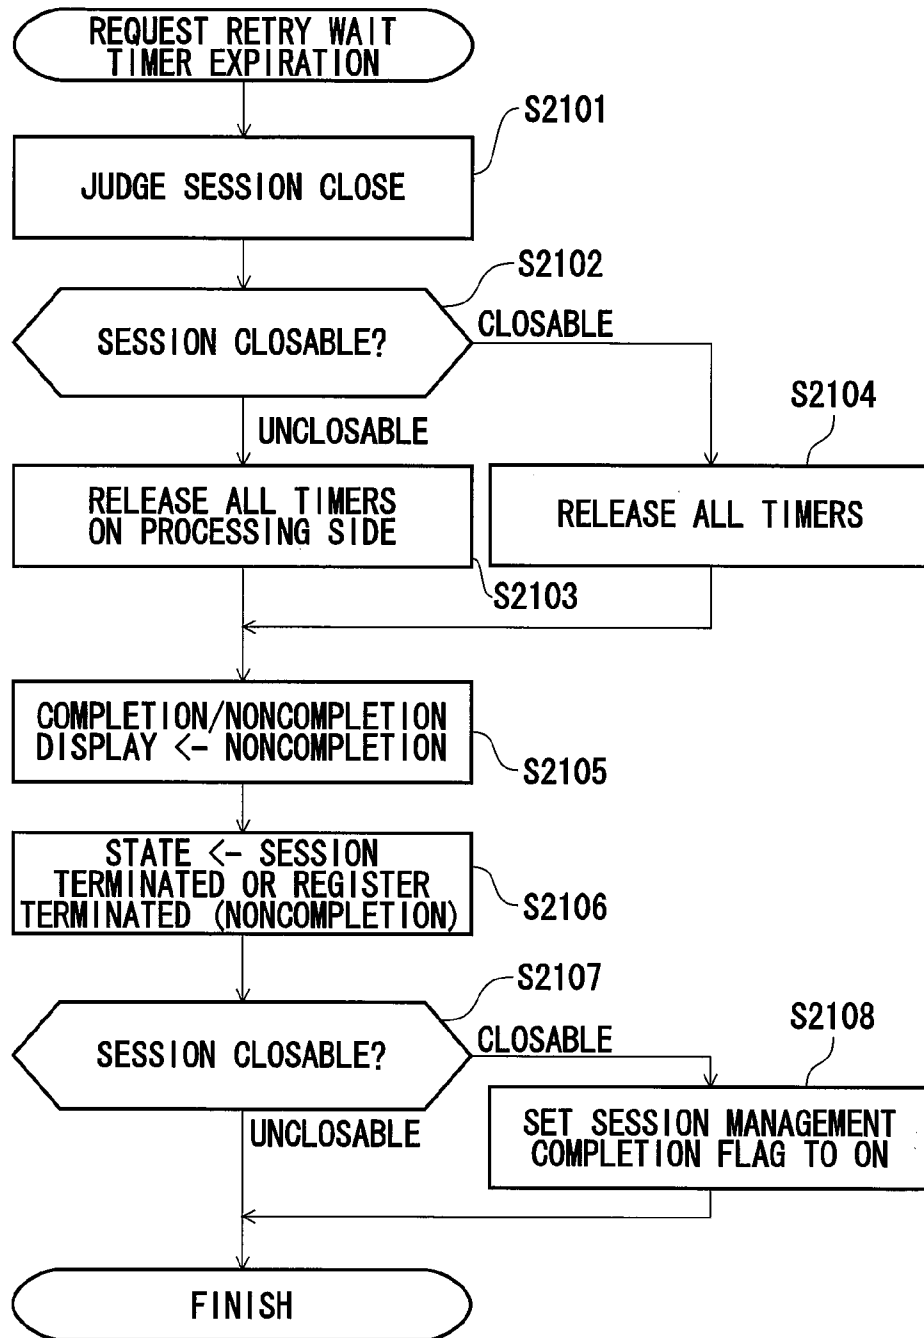 REQUEST RETRY WAIT
TIMER EXPIRATION
S2101
JUDGE SESSION CLOSE
S2102
SESSION CLOSABLE?
CLOSABLE
UNCLOSABLE
S2104
RELEASE ALL TIMERS
ON PROCESSING SIDE
RELEASE ALL TIMERS
S2103
COMPLETION/NONCOMPLETION
DISPLAY <- NONCOMPLETION
S2105
STATE <- SESSION
TERMINATED OR REGISTER
TERMINATED (NONCOMPLETION)
S2106
S2107
SESSION CLOSABLE?
CLOSABLE
S2108
UNCLOSABLE
SET SESSION MANAGEMENT
COMPLETION FLAG TO ON
FINISH